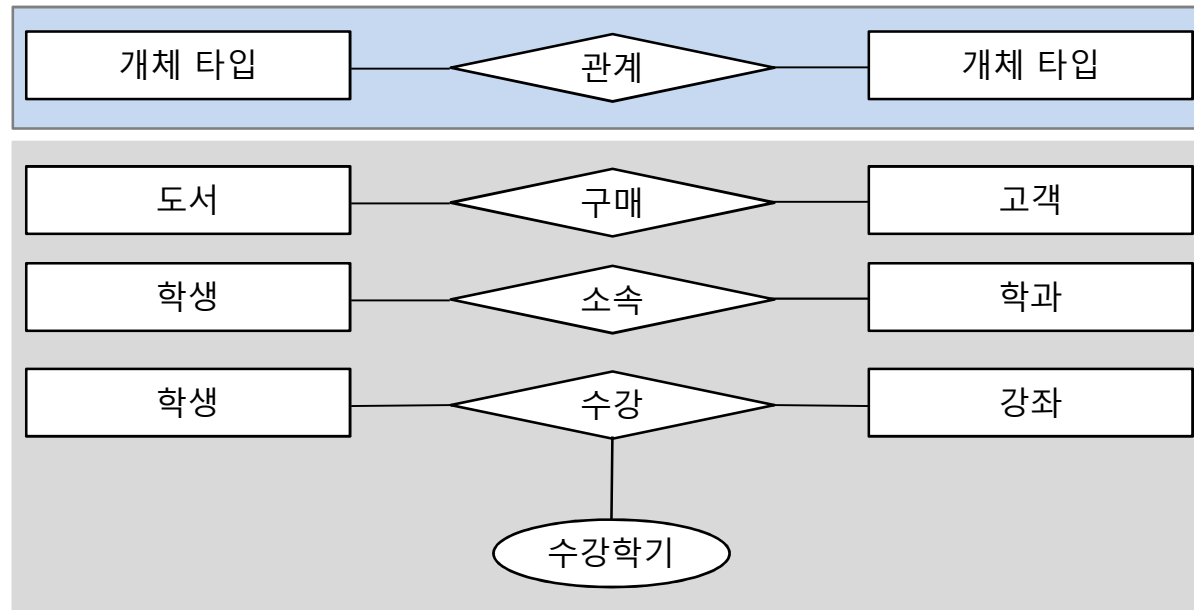 개체 타입 관계 개체 타입
도서 구매 고객
학생 소속 학과
학생 수강 강좌
수강학기